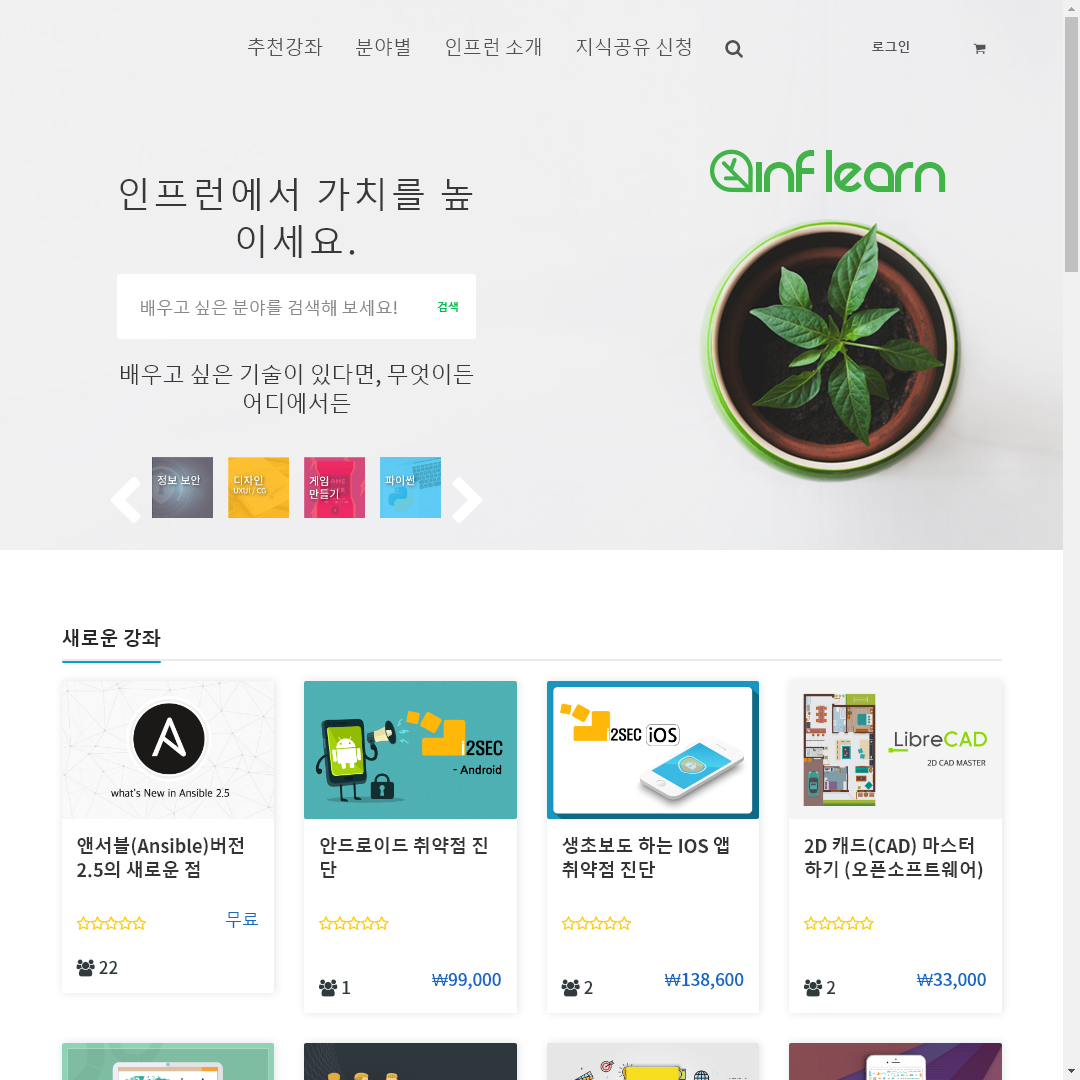 추천강좌 분야별 인프런 소개 지식공유 신청 로그인
inflearn
인프런에서 가치를 높
이세요.
배우고 싶은 분야를 검색해 보세요! 검색
배우고 싶은 기술이 있다면, 무엇이든
어디에서든
정보 보안
디자인
UXUI / CG
게임
만들기
파이썬
새로운 강좌
what's New in Ansible 2.5
i2SEC
- Android
2SEC iOS
LibreCAD
2D CAD MASTER
앤서블(Ansible)버전
2.5의 새로운 점
안드로이드 취약점 진
단
생초보도 하는 IOS 앱
취약점 진단
2D 캐드(CAD) 마스터
하기 (오픈소프트웨어)
무료
22
1 ₩99,000
2 ₩138,600
2 ₩33,000